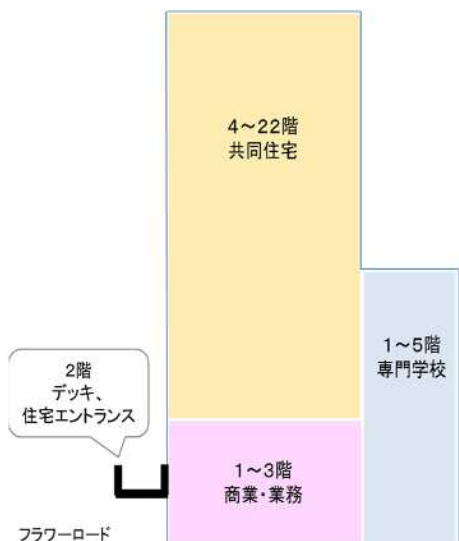 4～22階
共同住宅
1～5階
専門学校
2階
デッキ、
住宅エントランス
1～3階
商業・業務
フラワーロード